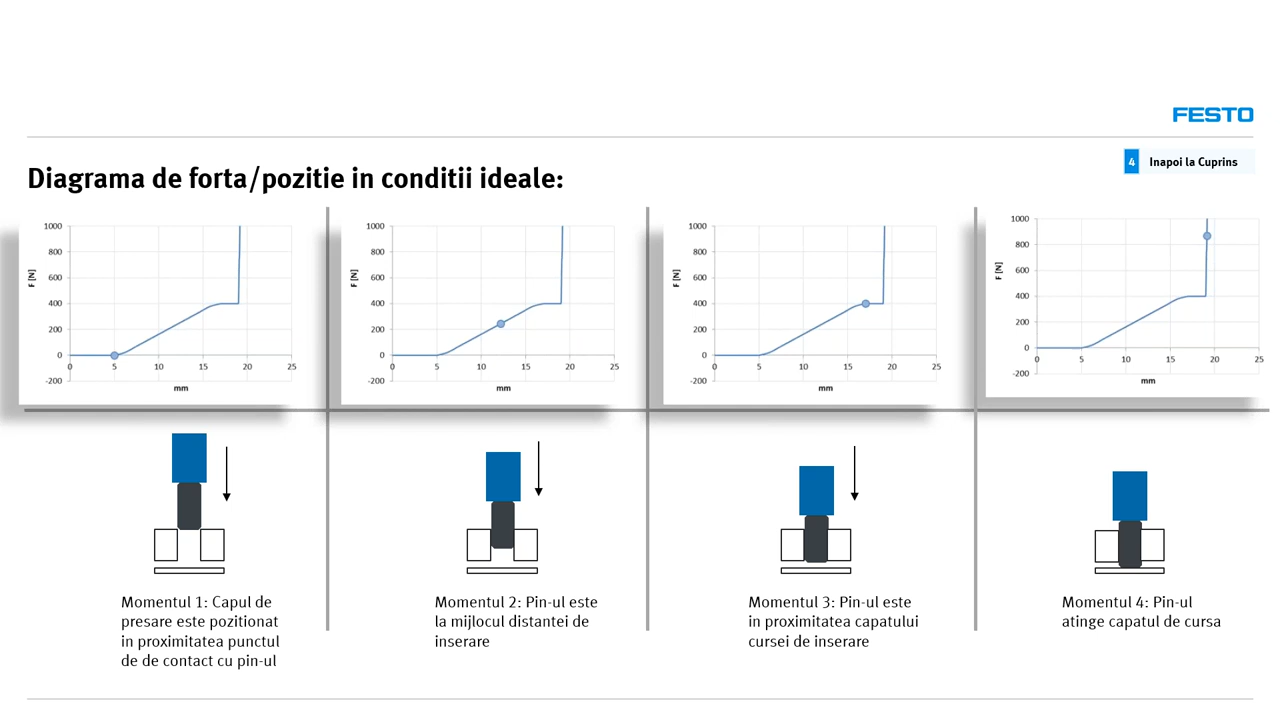 FESTO
4 Inapoi la Cuprins
Diagrama de forta/pozitie in conditii ideale:
1000
800
600
400
200
0
-200
F [N]
0 5 10 15 20 25
mm
1000
800
600
400
200
0
-200
F [N]
0 5 10 15 20 25
mm
1000
800
600
400
200
0
-200
F [N]
0 5 10 15 20 25
mm
1000
800
600
400
200
0
-200
F [N]
0 5 10 15 20 25
mm
Momentul 1: Capul de
presare este pozitionat
in proximitatea punctul
de de contact cu pin-ul
Momentul 2: Pin-ul este
la mijlocul distantei de
inserare
Momentul 3: Pin-ul este
in proximitatea capatului
cursei de inserare
Momentul 4: Pin-ul
atinge capatul de cursa